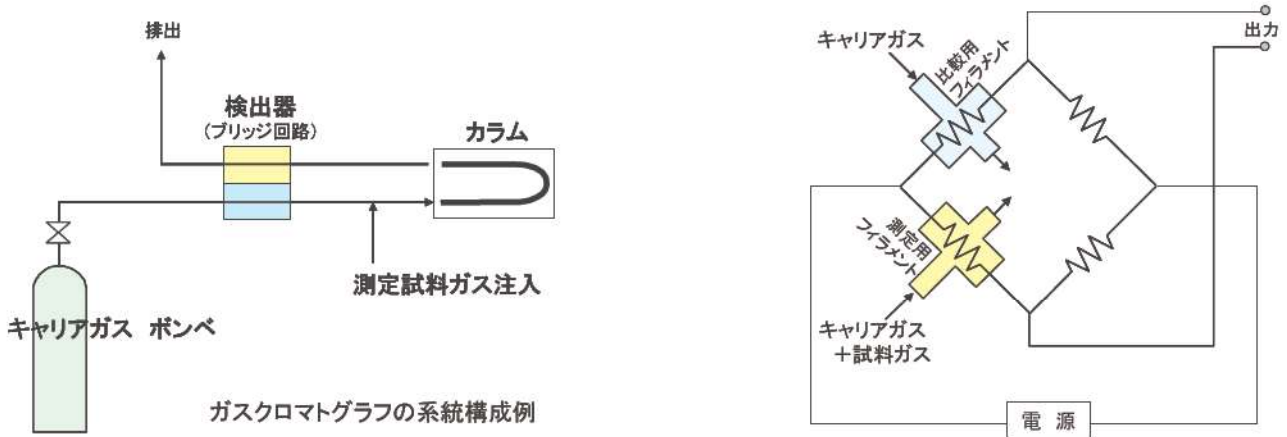 排出
検出器
(ブリッジ回路)
カラム
測定試料ガス注入
キャリアガス ボンベ
ガスクロマトグラフの系統構成例
出力
キャリアガス
比較用
フィラメント
測定用
フィラメント
キャリアガス
+試料ガス
電 源